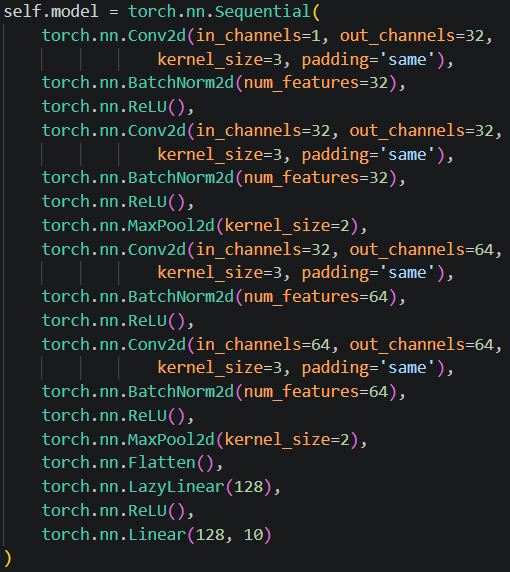 self.model = torch.nn.Sequential(
    torch.nn.Conv2d(in_channels=1, out_channels=32,
                kernel_size=3, padding='same'),
    torch.nn.BatchNorm2d(num_features=32),
    torch.nn.ReLU(),
    torch.nn.Conv2d(in_channels=32, out_channels=32,
                kernel_size=3, padding='same'),
    torch.nn.BatchNorm2d(num_features=32),
    torch.nn.ReLU(),
    torch.nn.MaxPool2d(kernel_size=2),
    torch.nn.Conv2d(in_channels=32, out_channels=64,
                kernel_size=3, padding='same'),
    torch.nn.BatchNorm2d(num_features=64),
    torch.nn.ReLU(),
    torch.nn.Conv2d(in_channels=64, out_channels=64,
                kernel_size=3, padding='same'),
    torch.nn.BatchNorm2d(num_features=64),
    torch.nn.ReLU(),
    torch.nn.MaxPool2d(kernel_size=2),
    torch.nn.Flatten(),
    torch.nn.LazyLinear(128),
    torch.nn.ReLU(),
    torch.nn.Linear(128, 10)
)